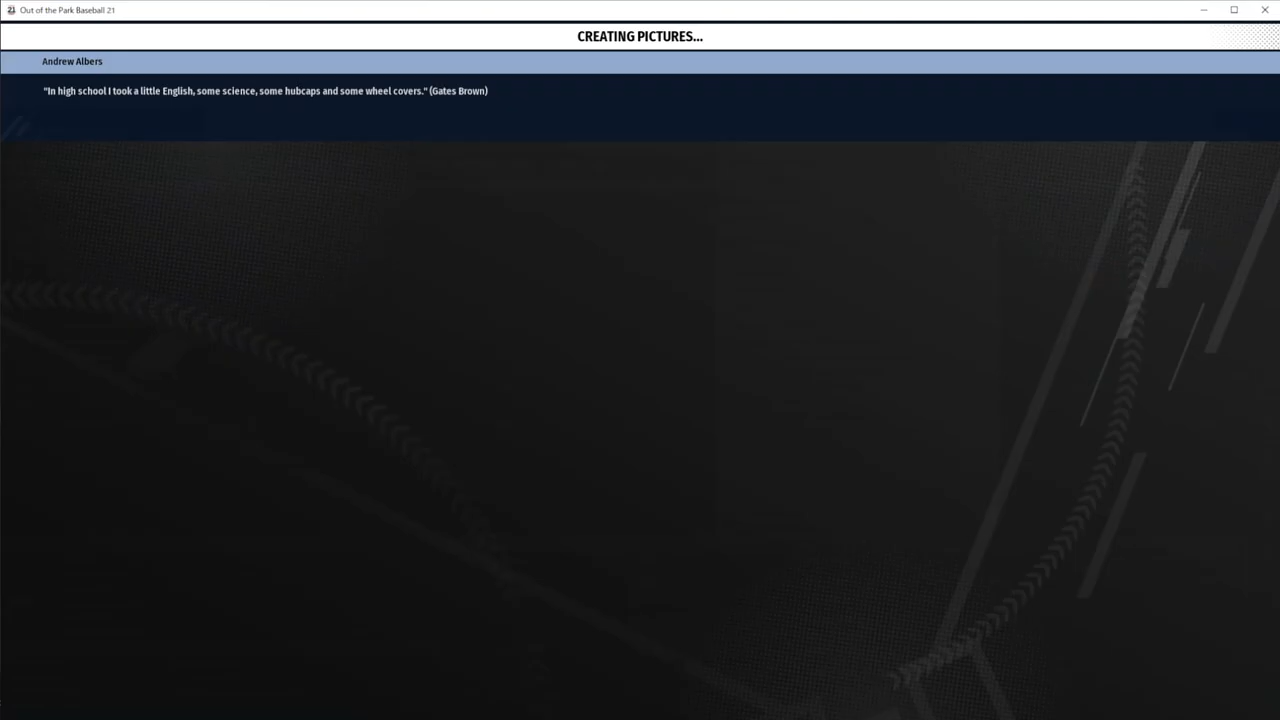 21 Out of the Park Baseball 21
CREATING PICTURES...
Andrew Albers
"In high school I took a little English, some science, some hubcaps and some wheel covers." (Gates Brown)